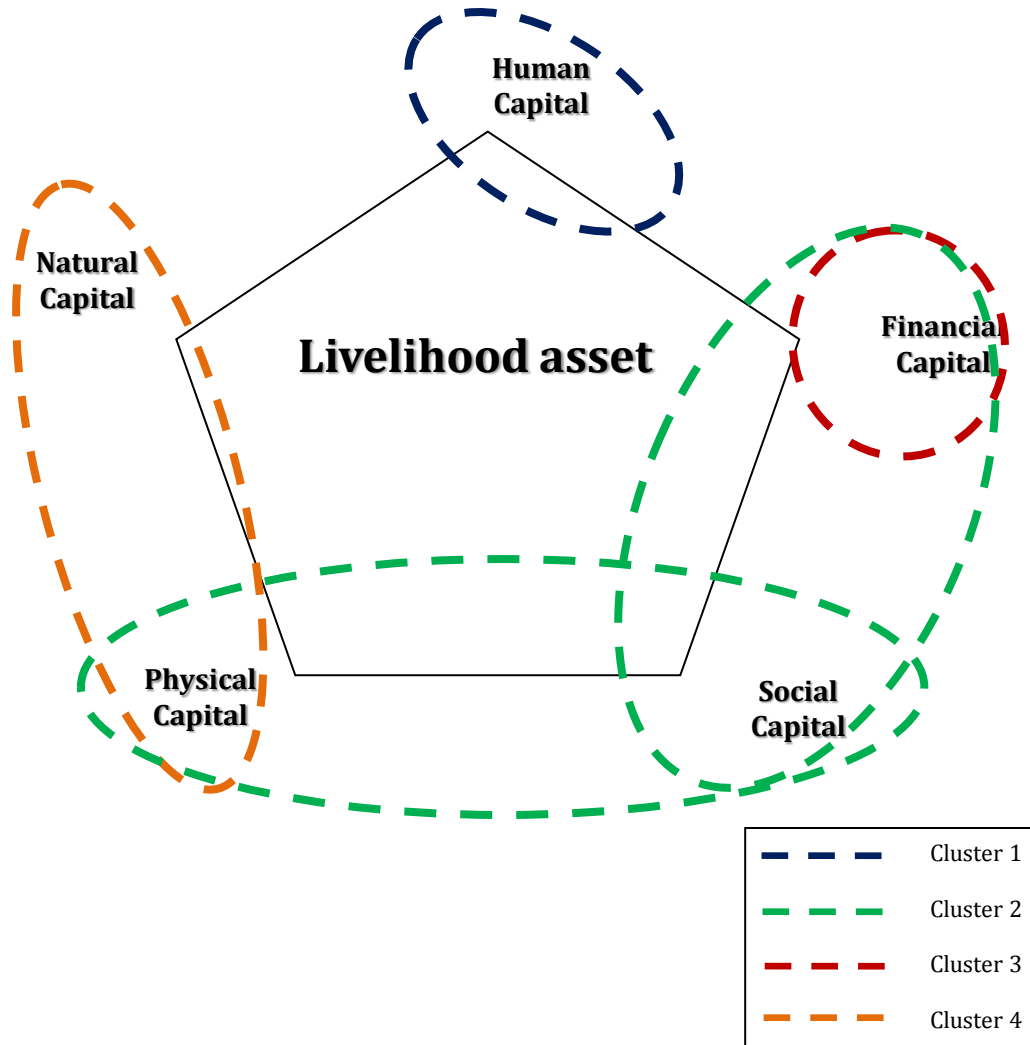 Human
Capital
Natural
Capital
Financial
Capital
Livelihood asset
Physical
Capital
Social
Capital
Cluster 1
Cluster 2
Cluster 3
Cluster 4